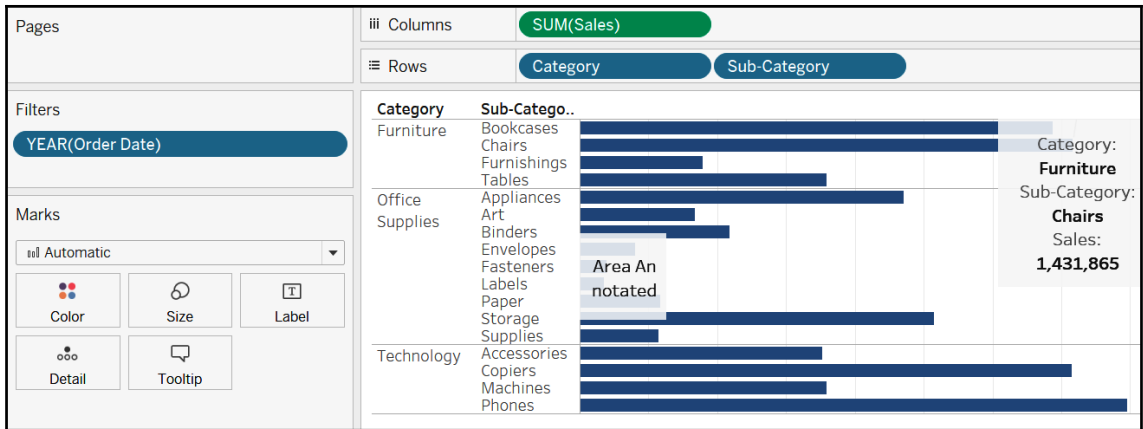 Pages
iii Columns
SUM(Sales)
Rows
Category
Sub-Category
Filters
YEAR(Order Date)
Marks
Automatic
Color
Size
T
Label
Detail
Tooltip
Category
Sub-Catego..
Furniture
Bookcases
Chairs
Furnishings
Tables
Office
Supplies
Appliances
Art
Binders
Envelopes
Fasteners
Labels
Paper
Storage
Supplies
Technology
Accessories
Copiers
Machines
Phones
Area An
notated
Category:
Furniture
Sub-Category:
Chairs
Sales:
1,431,865